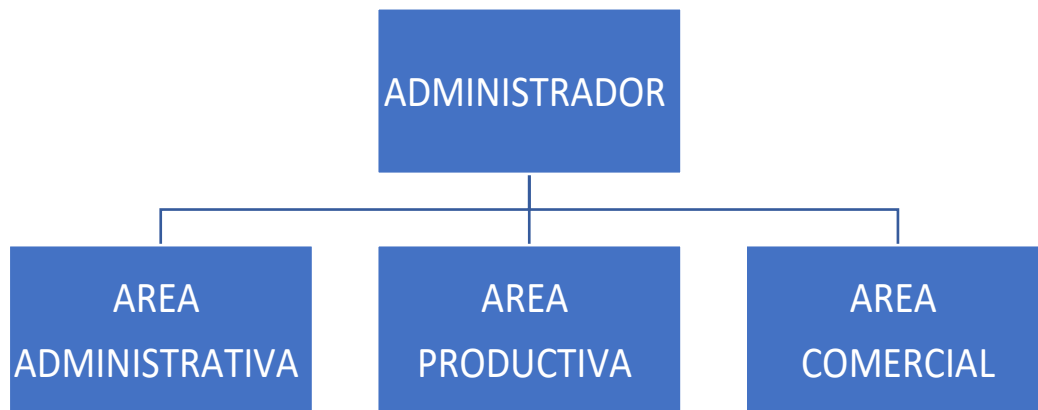 ADMINISTRADOR
AREA
ADMINISTRATIVA
AREA
PRODUCTIVA
AREA
COMERCIAL